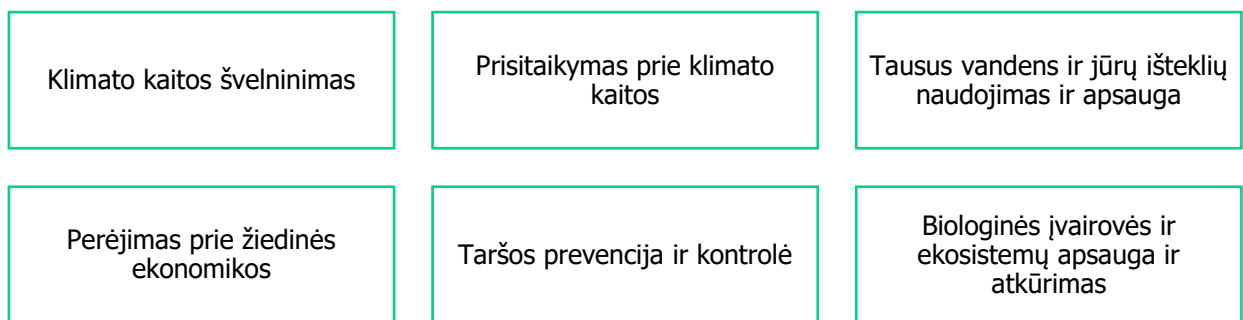 Klimato kaitos švelninimas
Prisitaikymas prie klimato
kaitos
Tausus vandens ir jūrų išteklių
naudojimas ir apsauga
Perėjimas prie žiedinės
ekonomikos
Taršos prevencija ir kontrolė
Biologinės įvairovės ir
ekosistemų apsauga ir
atkūrimas